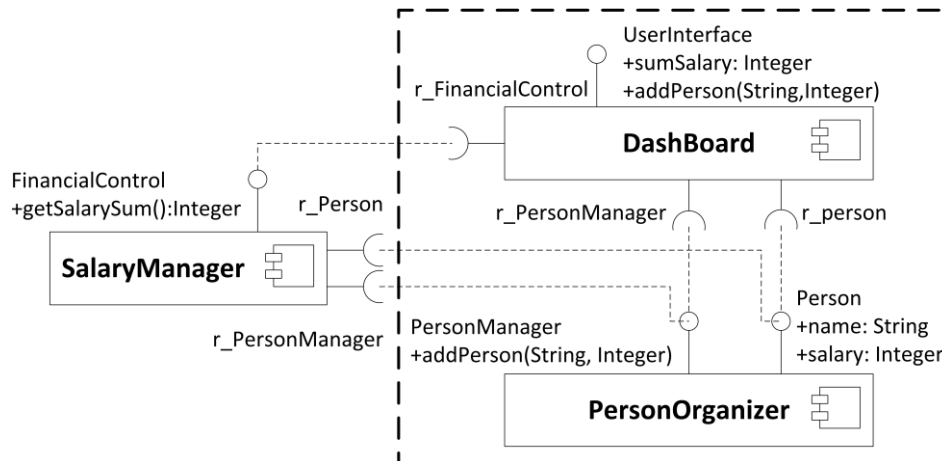 UserInterface
+sumSalary: Integer
+addPerson(String,Integer)
r_FinancialControl
DashBoard
FinancialControl
+getSalarySum():Integer
r_Person
r_PersonManager
r_person
SalaryManager
r_PersonManager
PersonManager
+addPerson(String, Integer)
Person
+name: String
+salary: Integer
PersonOrganizer